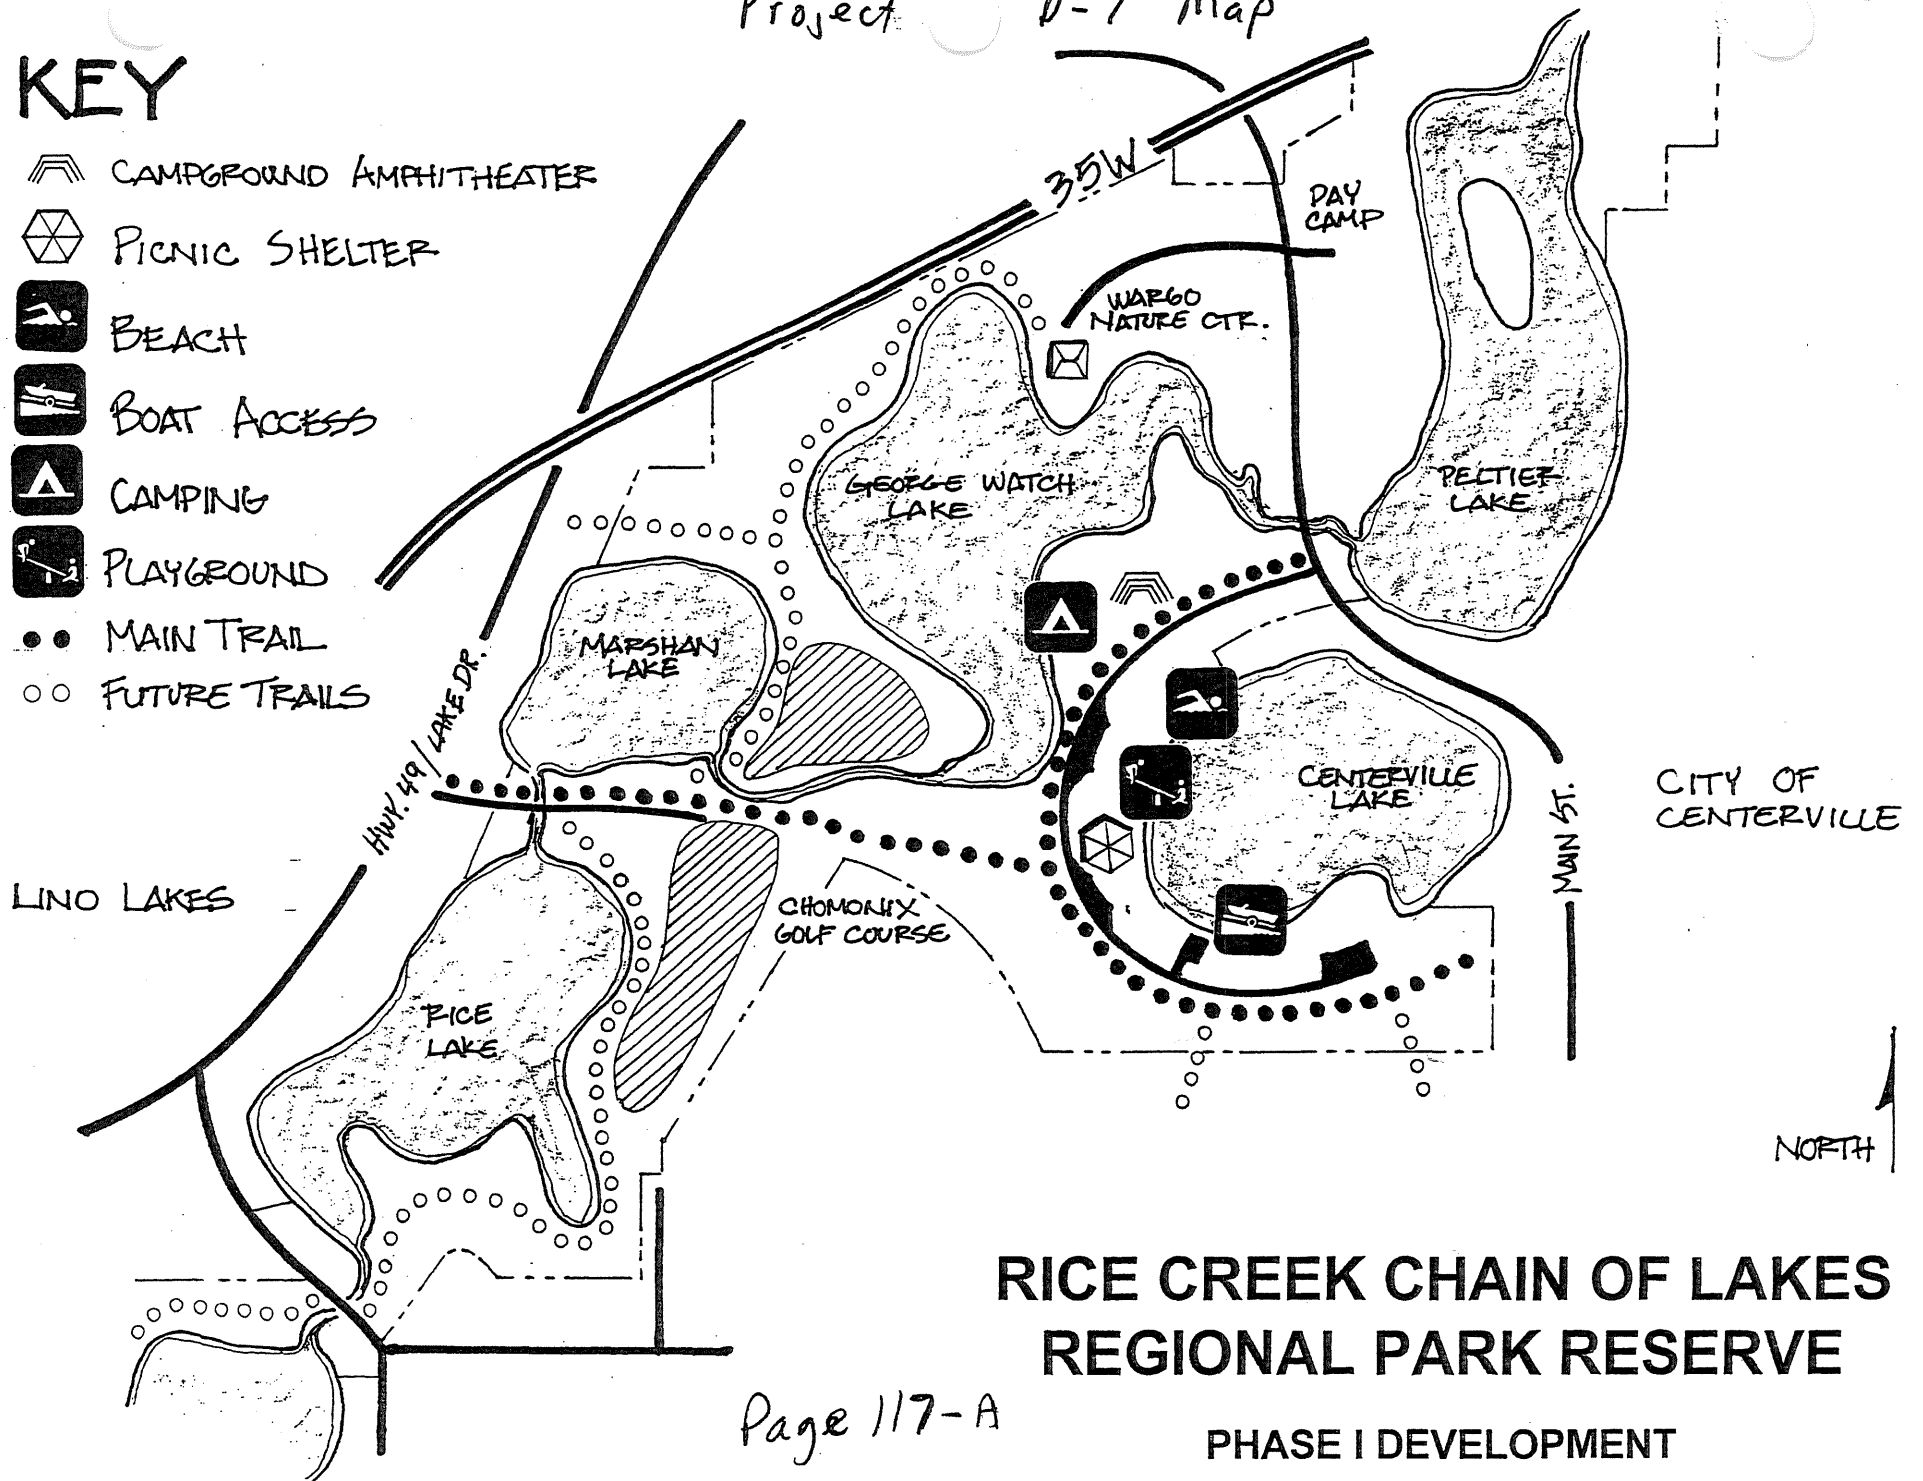 Project D-7 Map
KEY
CAMPGROUND AMPHITHEATER
PICNIC SHELTER
BEACH
BOAT ACCESS
CAMPING
PLAYGROUND
MAIN TRAIL
FUTURE TRAILS
35W
PAY
CAMP
WARGO
NATURE CTR.
GEORGE WATCH
LAKE
PELTIER
LAKE
MARSHAN
LAKE
HWY. 49 / LAKE DR.
CENTERVILLE
LAKE
MAIN ST.
CITY OF
CENTERVILLE
LINO LAKES
CHOMONIX
GOLF COURSE
RICE
LAKE
NORTH
RICE CREEK CHAIN OF LAKES
REGIONAL PARK RESERVE
PHASE I DEVELOPMENT
Page 117-A